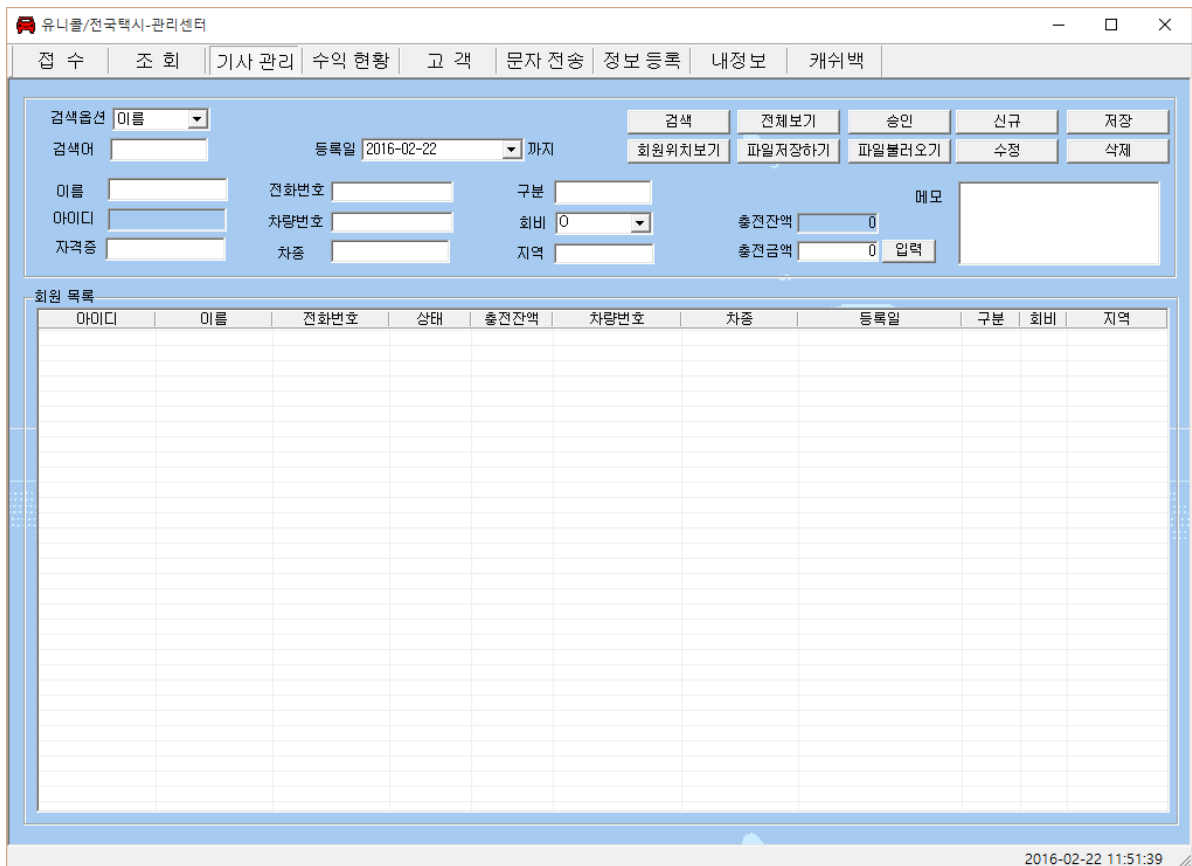 유니콜/전국택시-관리센터
접 수 조 회 기사 관리 수익 현황 고 객 문자 전송 정보 등록 내정보 캐쉬백
검색옵션 이름 검색 전체보기 승인 신규 저장
검색어 등록일 2016-02-22 까지 회원위치보기 파일저장하기 파일불러오기 수정 삭제
이름 전화번호 구분 메모
아이디 차량번호 회비 O 충전잔액 0
자격증 차종 지역 충전금액 0 입력
회원 목록
아이디 이름 전화번호 상태 충전잔액 차량번호 차종 등록일 구분 회비 지역
2016-02-22 11:51:39